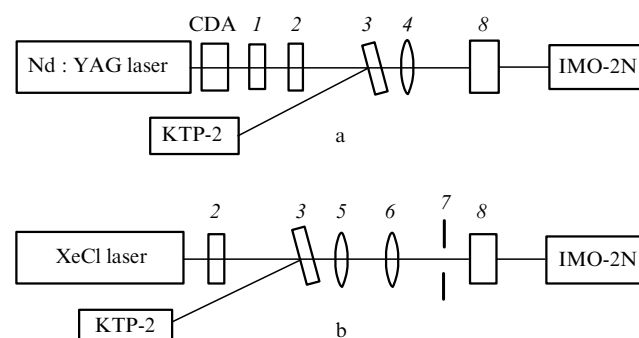 CDA 1 2 3 4 8
Nd : YAG laser IMO-2N
KTP-2
a
2 3 5 6 7 8
XeCl laser IMO-2N
KTP-2
b